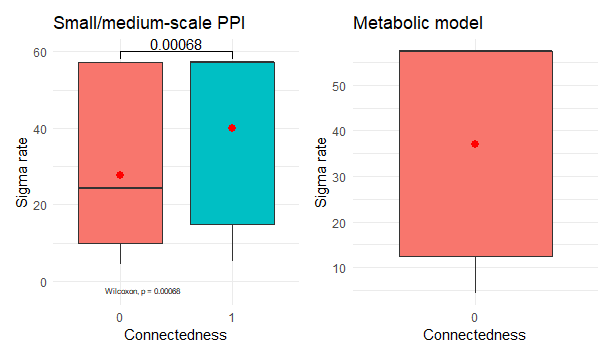 Small/medium-scale PPI
0.00068
60
40
20
0
Sigma rate
Wilcoxon, p = 0.00068
0
1
Connectedness
Metabolic model
50
40
30
20
10
Sigma rate
0
Connectedness